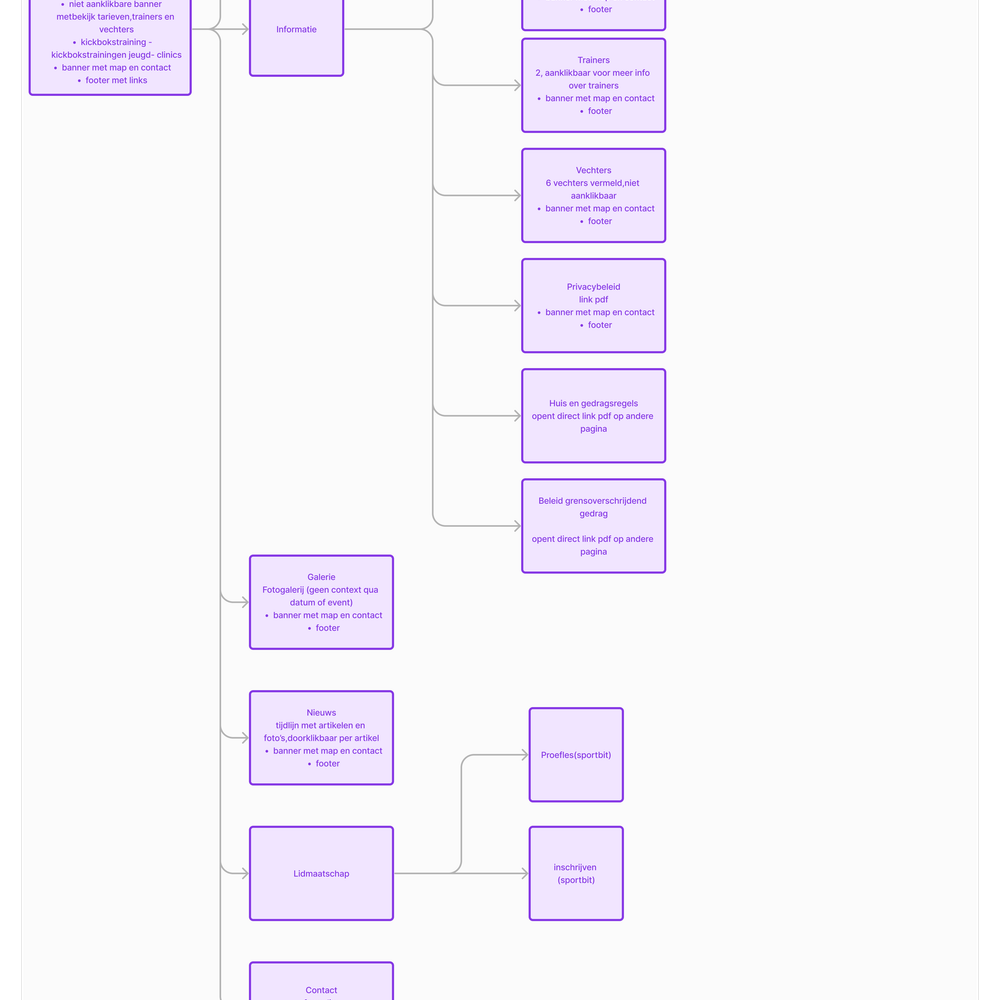 • niet aanklikbare banner
metbekijk tarieven,trainers en
vechters
• kickbokstraining -
kickbokstrainingen jeugd- clinics
• banner met map en contact
• footer met links
Informatie
• footer
Trainers
2, aanklikbaar voor meer info
over trainers
• banner met map en contact
• footer
Vechters
6 vechters vermeld,niet
aanklikbaar
• banner met map en contact
• footer
Privacybeleid
link pdf
• banner met map en contact
• footer
Huis en gedragsregels
opent direct link pdf op andere
pagina
Beleid grensoverschrijdend
gedrag
opent direct link pdf op andere
pagina
Galerie
Fotogalerij (geen context qua
datum of event)
• banner met map en contact
• footer
Nieuws
tijdlijn met artikelen en
foto's,doorklikbaar per artikel
• banner met map en contact
• footer
Proefles(sportbit)
Lidmaatschap
inschrijven
(sportbit)
Contact